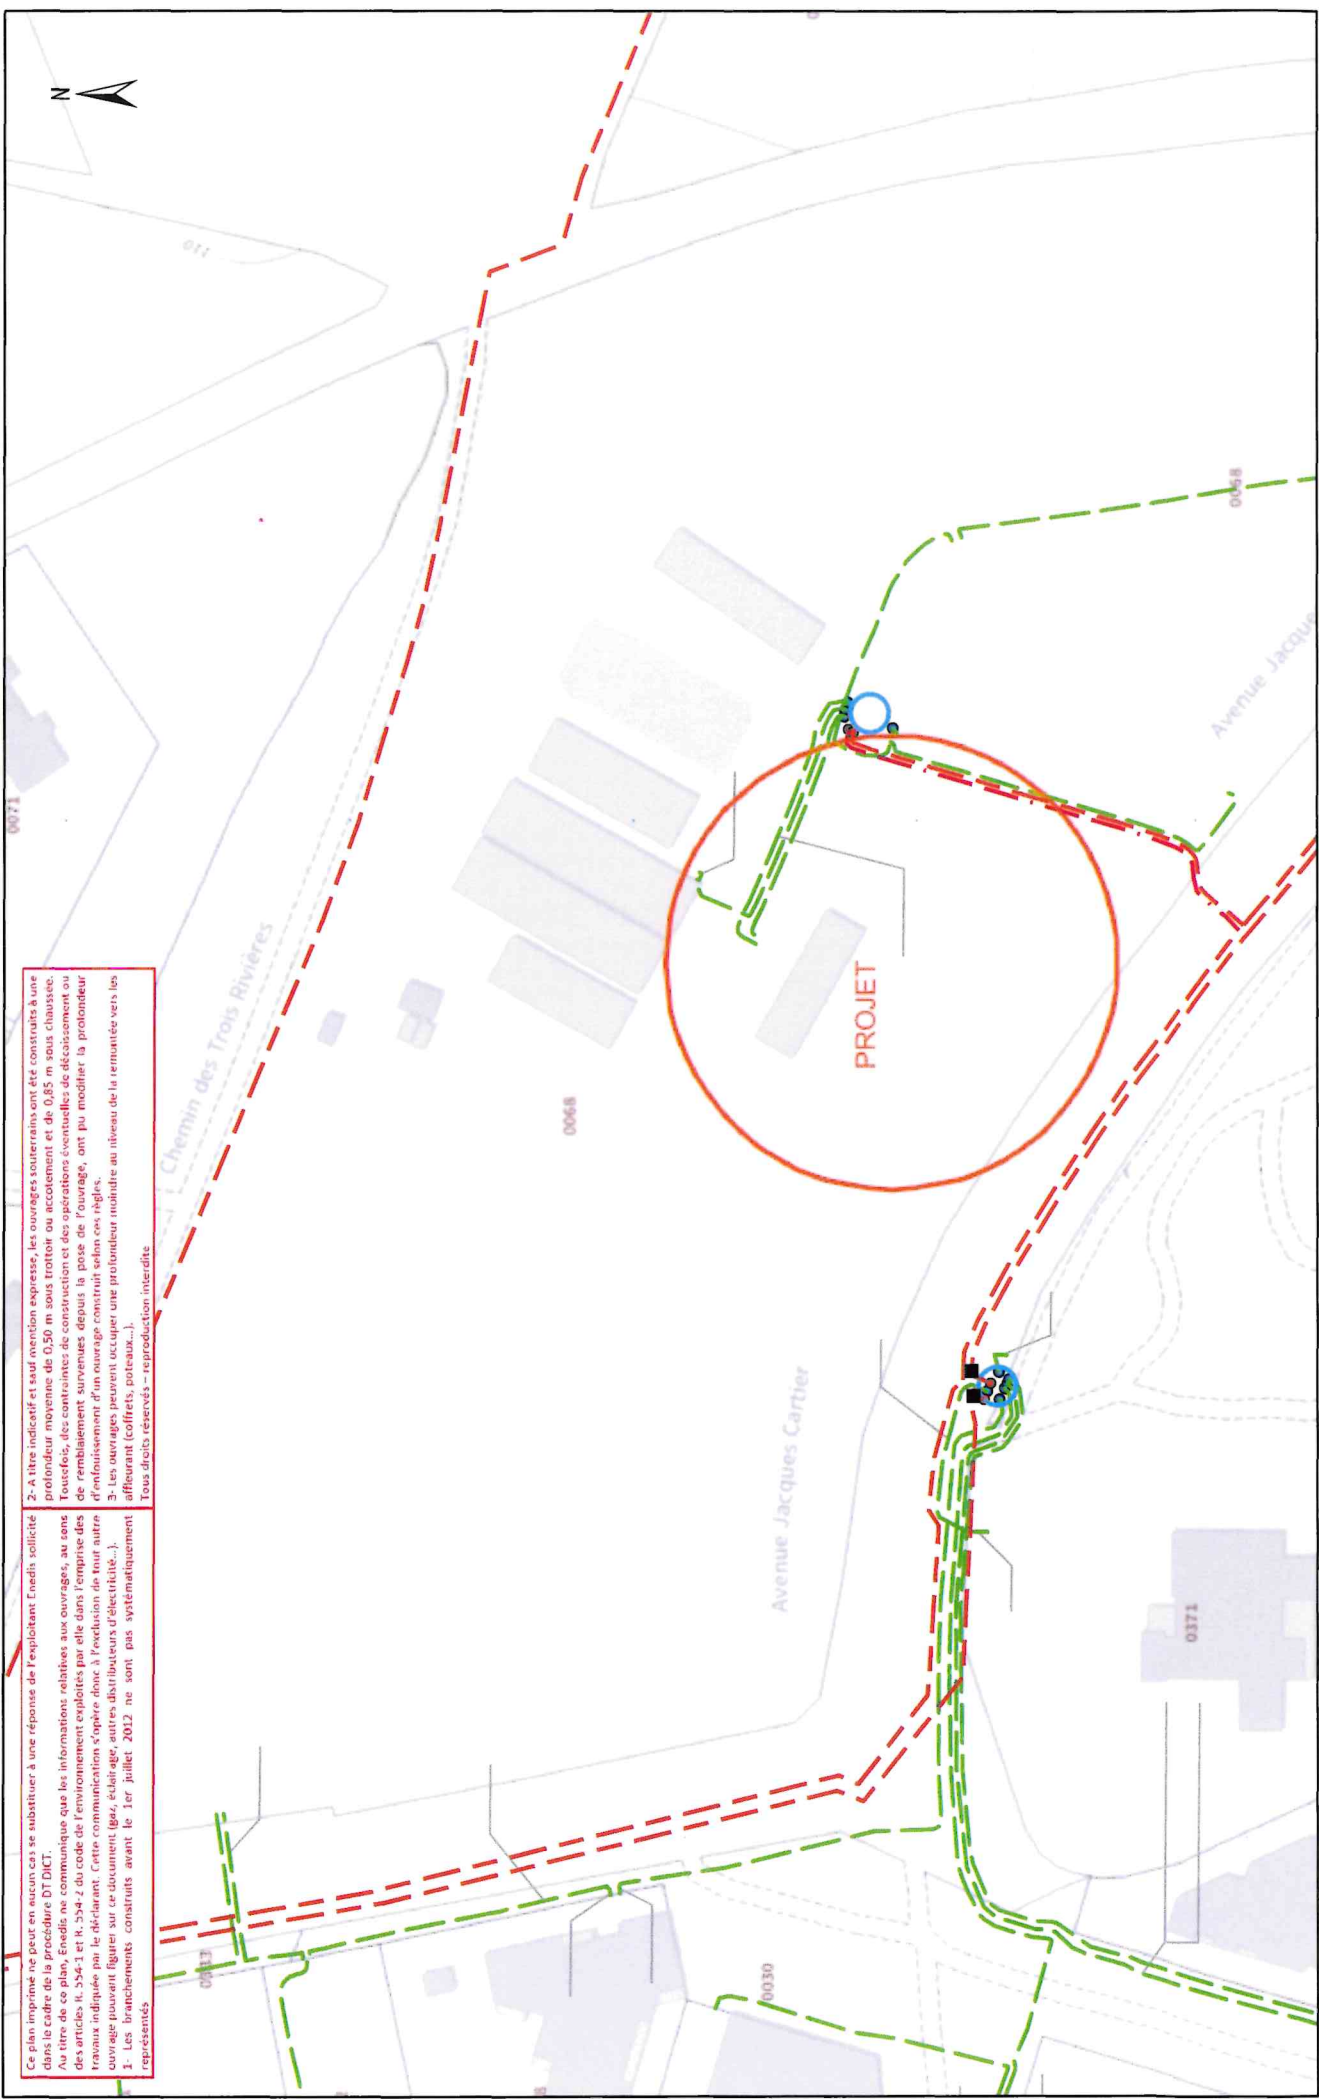 Ce plan imprimé ne peut en aucun cas se substituer à une réponse de l'exploitant Enedis sollicité
dans le cadre de la procédure DT DICT.
Au titre de ce plan, Enedis ne communique que les informations relatives aux ouvrages, au sens
des articles R. 554-1 et R. 554-2 du code de l'environnement exploités par elle dans l'emprise des
travaux indiquée par le déclarant. Cette communication s'opère donc à l'exclusion de tout autre
ouvrage pouvant figurer sur ce document (gaz, éclairage, autres distributeurs d'électricité...).
1- Les branchements construits avant le 1er juillet 2012 ne sont pas systématiquement
représentés
2- A titre indicatif et sauf mention expresse, les ouvrages souterrains ont été construits à une
profondeur moyenne de 0,50 m sous trottoir ou accotement et de 0,85 m sous chaussée.
Toutefois, des contraintes de construction et des opérations éventuelles de décaissement ou
de remblaiement survenues depuis la pose de l'ouvrage, ont pu modifier la profondeur
d'enfouissement d'un ouvrage construit selon ces règles.
3- Les ouvrages peuvent occuper une profondeur moindre au niveau de la remontée vers les
affleurant (coffrets, poteaux...).
Tous droits réservés – reproduction interdite
N
110
0071
Chemin des Trois Rivières
0068
0068
PROJET
Avenue Jacque
Avenue Jacques Cartier
0371
0030